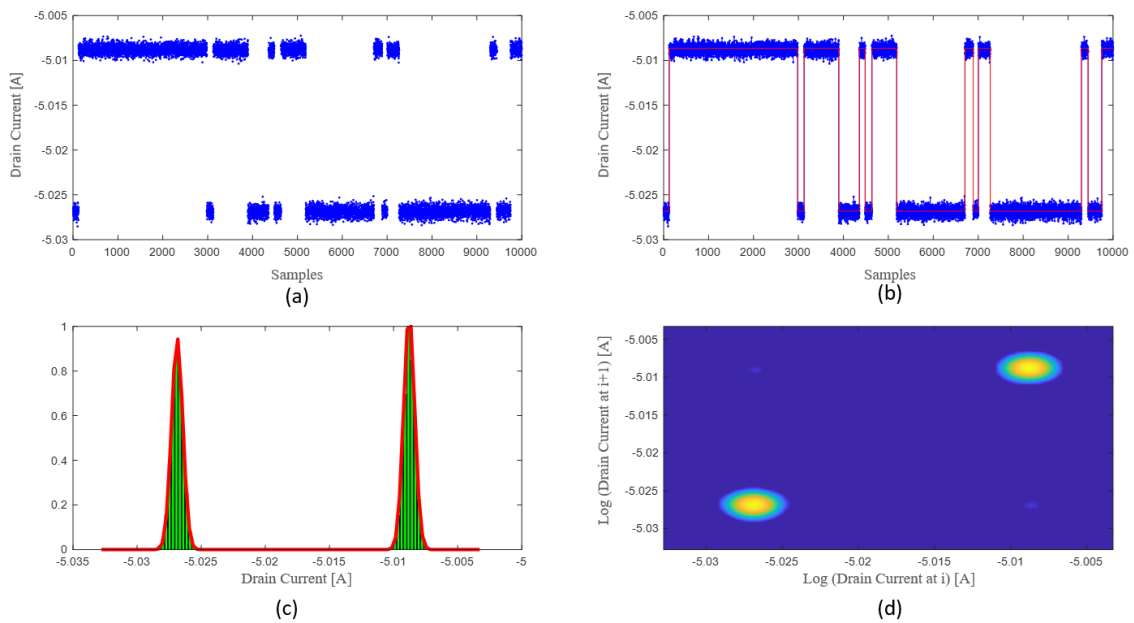 -5.005
-5.01
-5.015
-5.02
-5.025
-5.03
Drain Current [A]
0 1000 2000 3000 4000 5000 6000 7000 8000 9000 10000
Samples
(a)
-5.005
-5.01
-5.015
-5.02
-5.025
-5.03
Drain Current [A]
0 1000 2000 3000 4000 5000 6000 7000 8000 9000 10000
Samples
(b)
1
0.8
0.6
0.4
0.2
0
-5.035 -5.03 -5.025 -5.02 -5.015 -5.01 -5.005 -5
Drain Current [A]
(c)
-5.005
-5.01
-5.015
-5.02
-5.025
-5.03
Log (Drain Current at i+1) [A]
-5.03 -5.025 -5.02 -5.015 -5.01 -5.005
Log (Drain Current at i) [A]
(d)